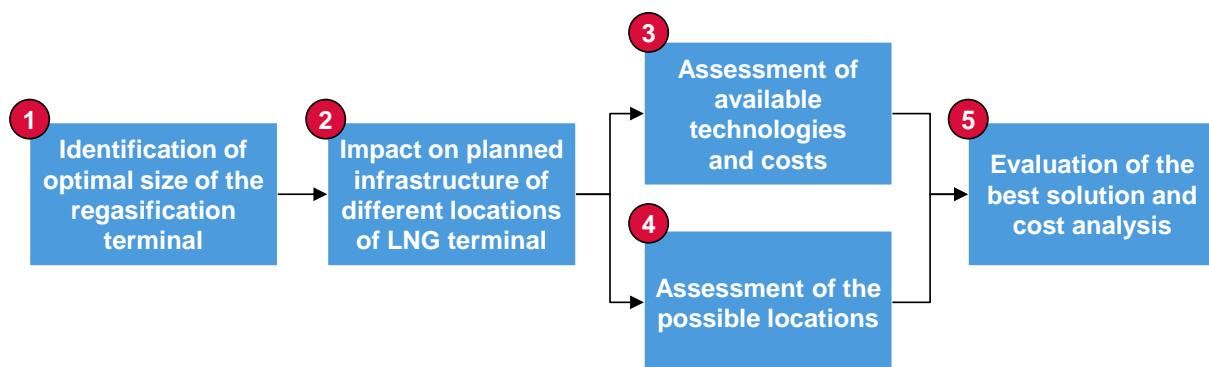 1
Identification of
optimal size of the
regasification
terminal
2
Impact on planned
infrastructure of
different locations
of LNG terminal
3
Assessment of
available
technologies
and costs
4
Assessment of the
possible locations
5
Evaluation of the
best solution and
cost analysis